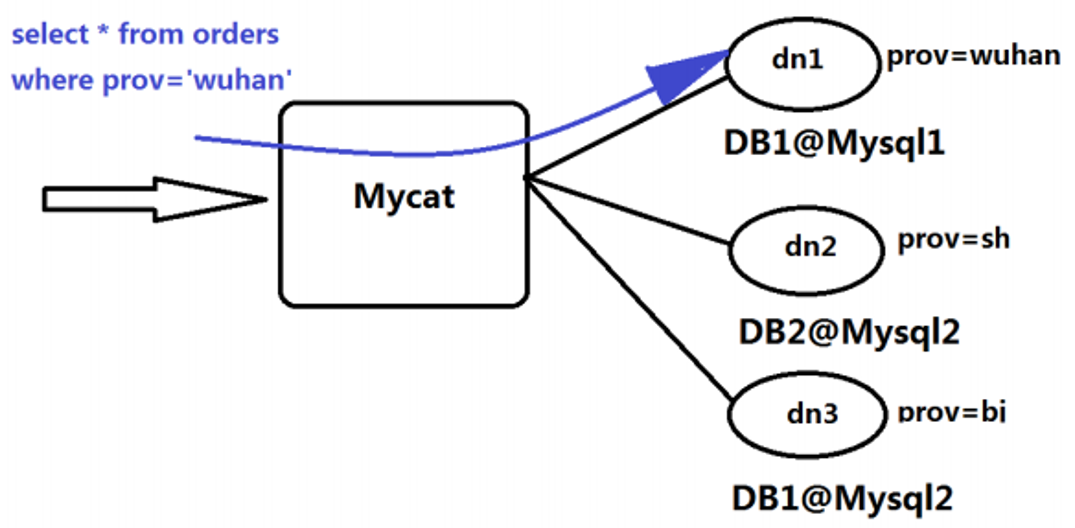 select * from orders
where prov='wuhan'
Mycat
dn1
prov=wuhan
DB1@Mysql1
dn2
prov=sh
DB2@Mysql2
dn3
prov=bi
DB1@Mysql2